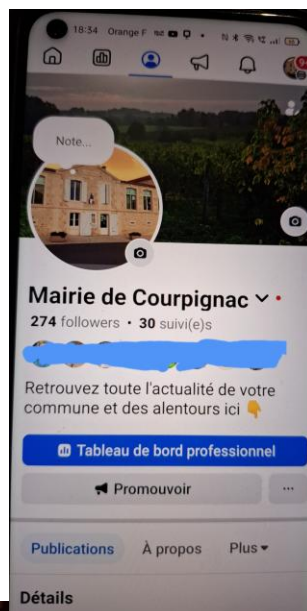 18:34 Orange F
Note...
Mairie de Courpignac
274 followers • 30 suivi(e)s
Retrouvez toute l'actualité de votre
commune et des alentours ici 👇
Tableau de bord professionnel
Promouvoir
...
Publications À propos Plus
Détails